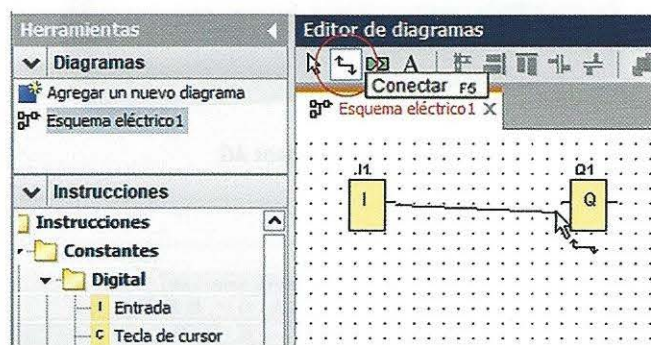 Herramientas
Diagramas
Agregar un nuevo diagrama
Esquema eléctrico1
Instrucciones
Instrucciones
Constantes
Digital
I Entrada
C Tecla de cursor
Editor de diagramas
A
Conectar F5
Esquema eléctrico1 X
I1
I
Q1
Q